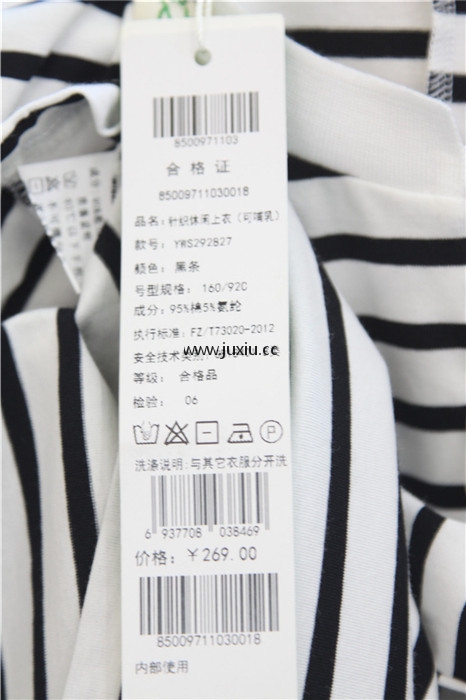 8500971103
合格证
85009711030018
品名: 针织休闲上衣 (可哺乳)
款号: YWS292827
颜色: 黑条
号型规格: 160/92C
成分: 95%棉5%氨纶
执行标准: FZ/T73020-2012
www.juxiu.cc
安全技术类别:
等级: 合格品
检验: 06
洗涤说明:与其它衣服分开洗
6 937708 038469
价格: ￥269.00
85009711030018
内部使用